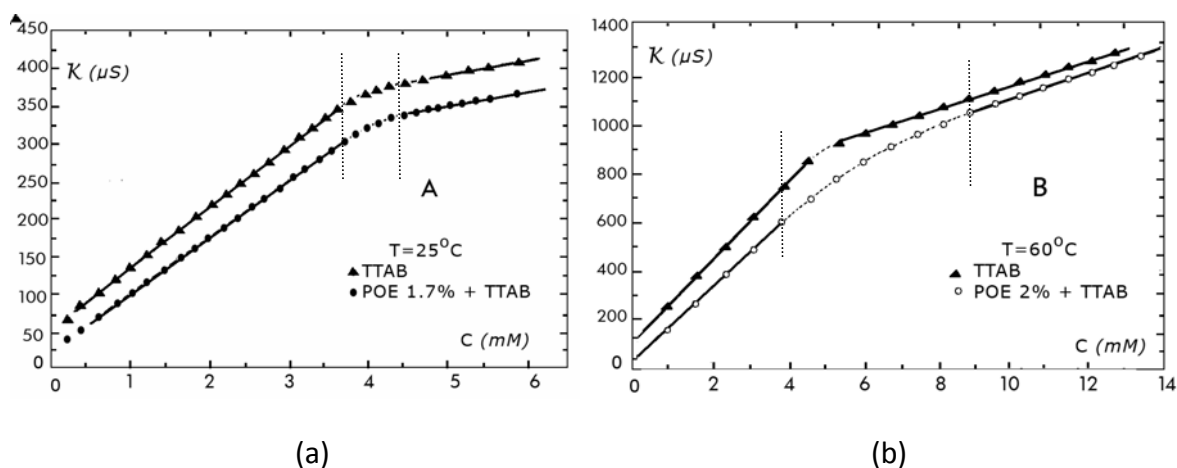 450
400
350
300
250
200
150
100
50
0
K (µS)
A
T=25°C
TTAB
POE 1.7% + TTAB
C (mM)
0 1 2 3 4 5 6
(a)
1400
1200
1000
800
600
400
200
0
K (µS)
B
T=60°C
TTAB
POE 2% + TTAB
C (mM)
0 2 4 6 8 10 12 14
(b)